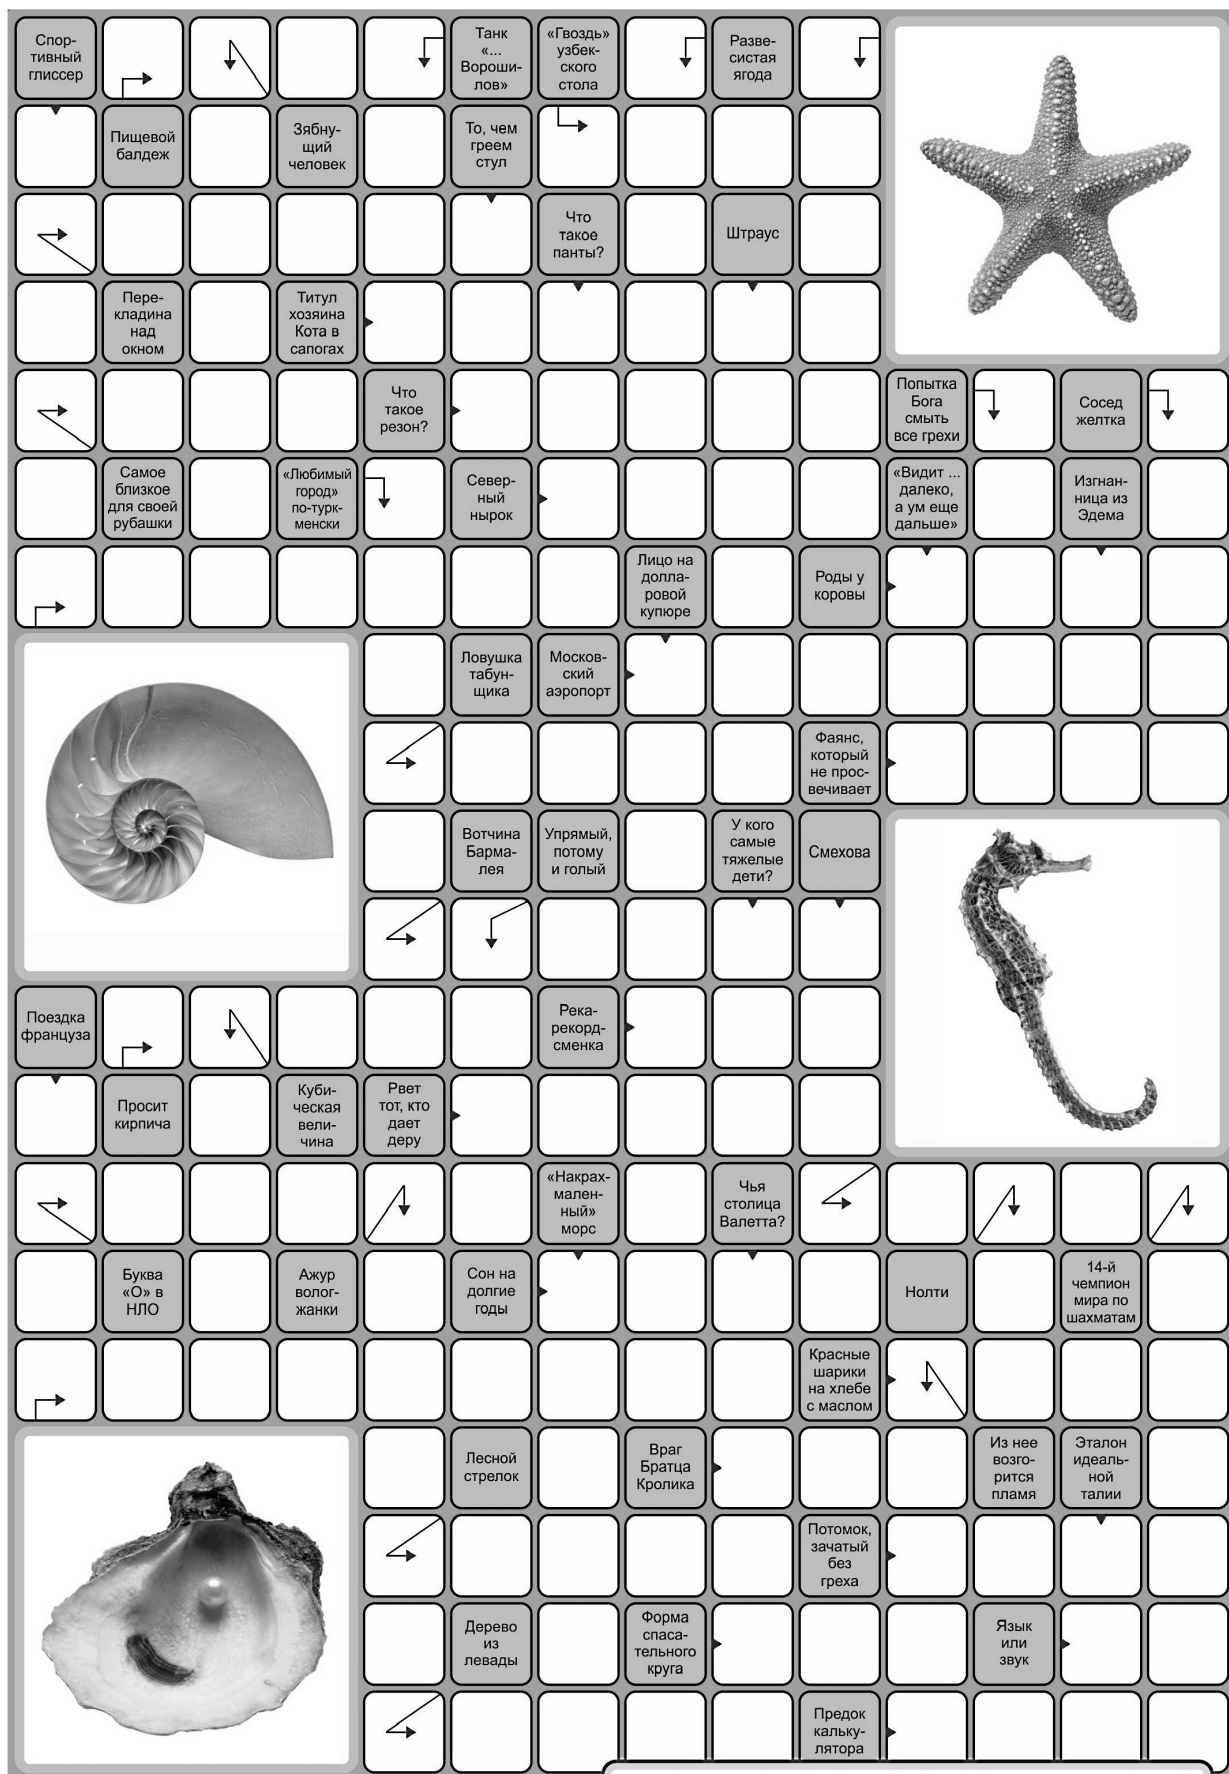 Спор-
тивный
глиссер
Танк
«...
Вороши-
лов»
«Гвоздь»
узбек-
ского
стола
Разве-
систая
ягода
Пищевой
балдеж
Зябну-
щий
человек
То, чем
греем
стул
Что
такое
панты?
Штраус
Пере-
кладина
над
окном
Титул
хозяина
Кота в
сапогах
Что
такое
резон?
Попытка
Бога
смыть
все грехи
Сосед
желтка
Самое
близкое
для своей
рубашки
«Любимый
город»
по-турк-
менски
Север-
ный
нырок
«Видит ...
далеко,
а ум еще
дальше»
Изгнан-
ница из
Эдема
Лицо на
долла-
ровой
купюре
Роды у
коровы
Ловушка
табун-
щика
Москов-
ский
аэропорт
Фаянс,
который
не прос-
вечивает
Вотчина
Барма-
лея
Упрямый,
потому
и голый
У кого
самые
тяжелые
дети?
Смехова
Поездка
француза
Река-
рекорд-
сменка
Просит
кирпича
Куби-
ческая
вели-
чина
Рвет
тот, кто
дает
деру
«Накрах-
мален-
ный»
морс
Чья
столица
Валетта?
Буква
«О» в
НЛО
Ажур
волог-
жанки
Сон на
долгие
годы
Нолти
14-й
чемпион
мира по
шахматам
Красные
шарики
на хлебе
с маслом
Лесной
стрелок
Враг
Братца
Кролика
Из нее
возго-
рится
пламя
Эталон
идеаль-
ной
талии
Потомок,
зачатый
без
греха
Дерево
из
левады
Форма
спаса-
тельного
круга
Язык
или
звук
Предок
кальку-
лятора